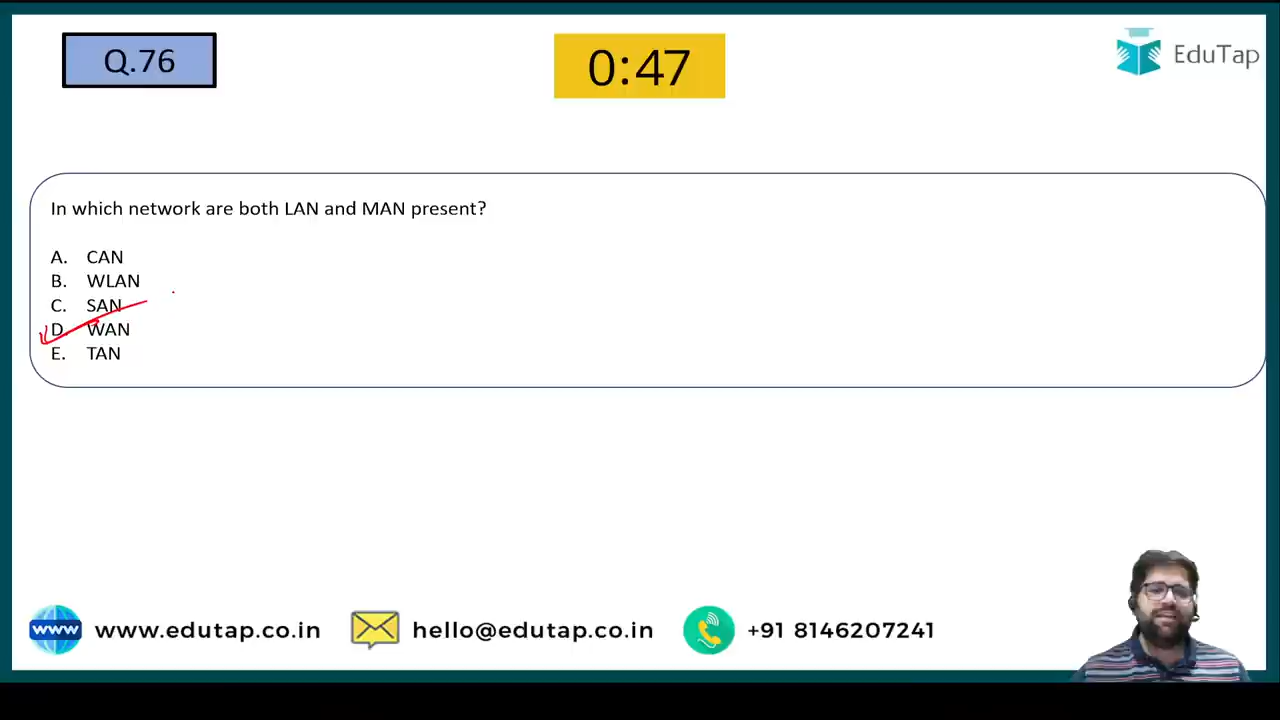 Q.76
0:47
EduTap
In which network are both LAN and MAN present?
A. CAN
B. WLAN
C. SAN
D. WAN
E. TAN
www www.edutap.co.in hello@edutap.co.in +91 8146207241